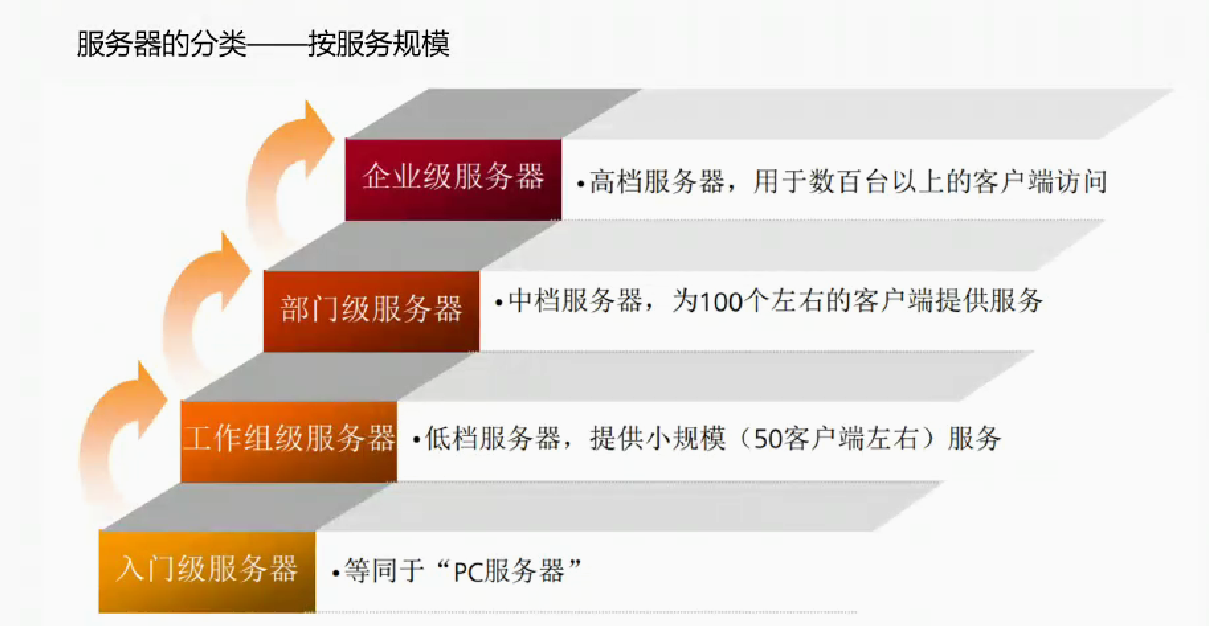 服务器的分类——按服务规模
企业级服务器
•高档服务器，用于数百台以上的客户端访问
部门级服务器
•中档服务器，为100个左右的客户端提供服务
工作组级服务器
•低档服务器，提供小规模（50客户端左右）服务
入门级服务器
•等同于“PC服务器”